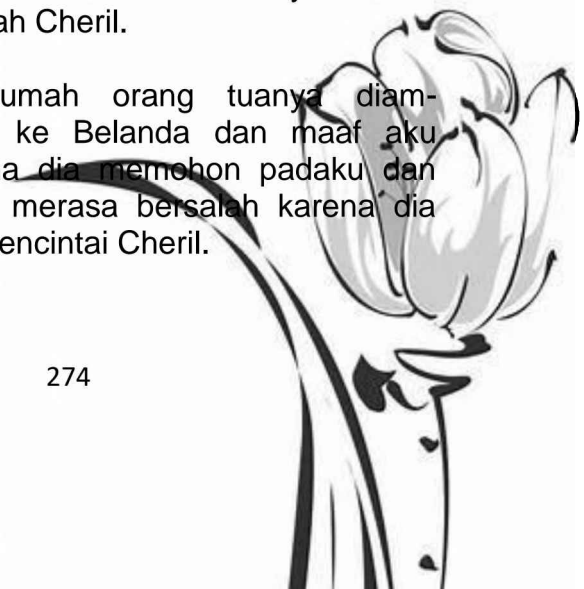 ah Cheril.
umah orang tuanya diam-
ke Belanda dan maaf aku
a dia memohon padaku dan
merasa bersalah karena dia
encintai Cheril.
274